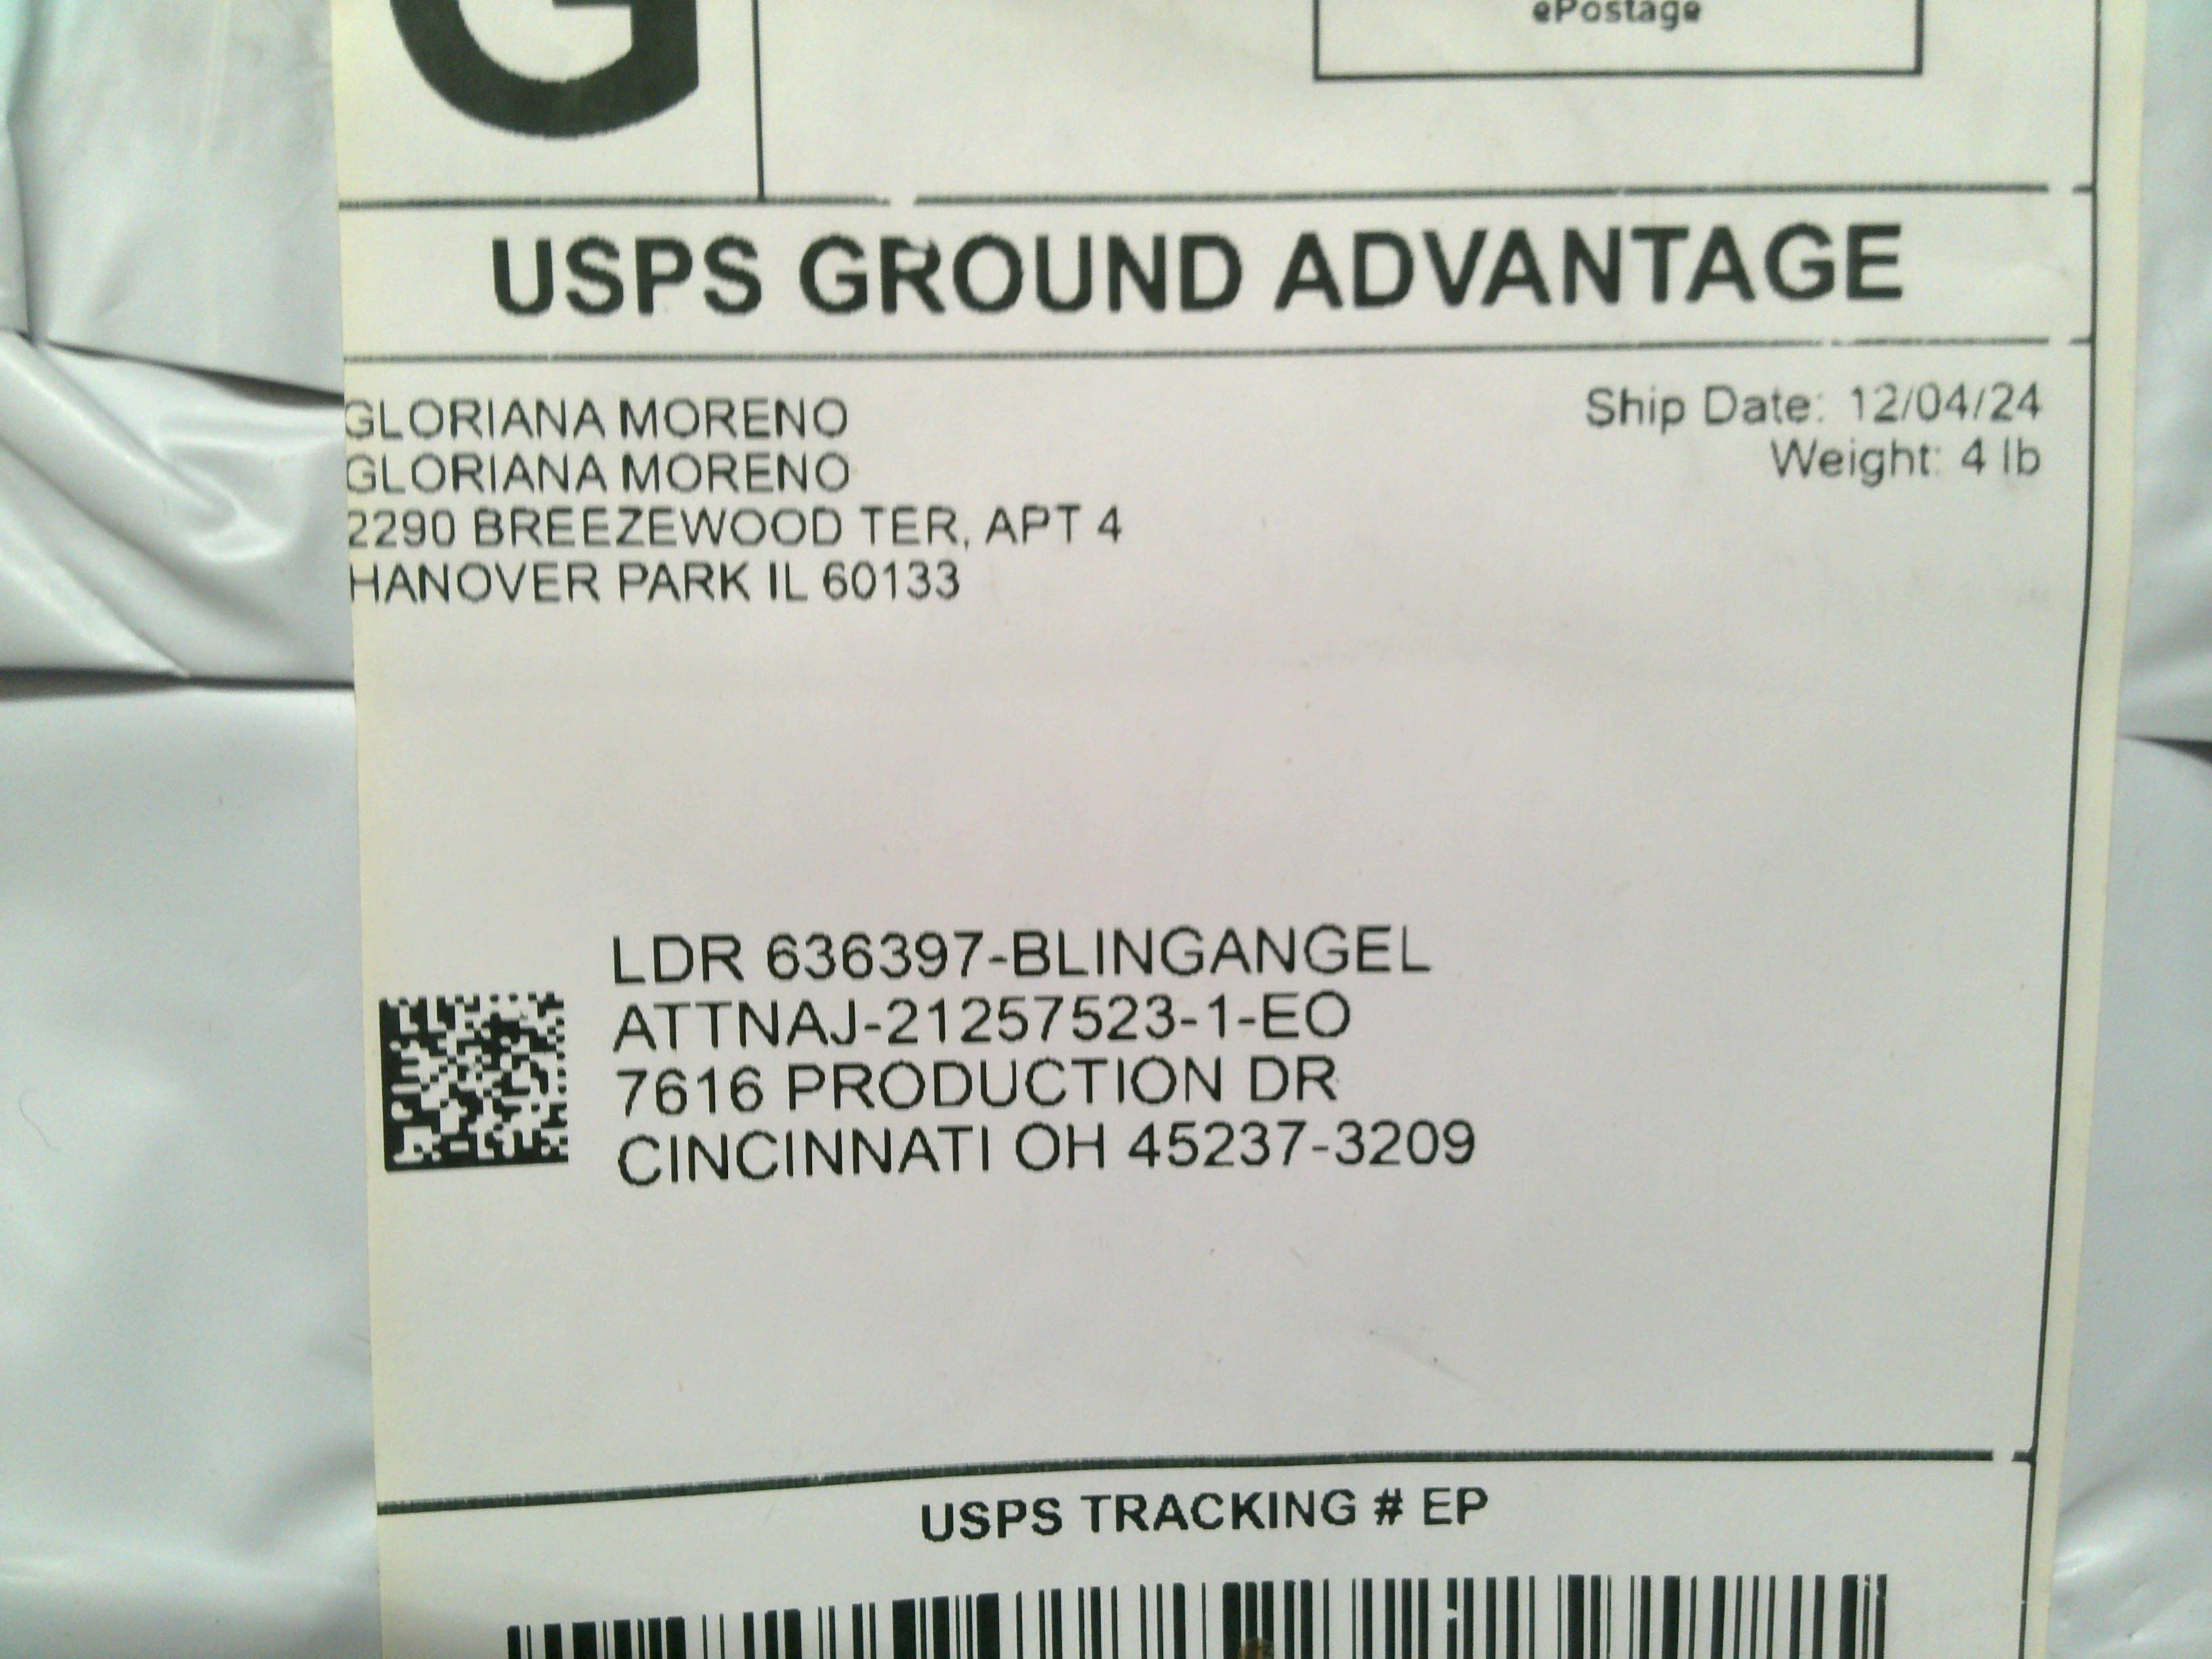 G
ePostage
USPS GROUND ADVANTAGE
GLORIANA MORENO
GLORIANA MORENO
2290 BREEZEWOOD TER, APT 4
HANOVER PARK IL 60133
Ship Date: 12/04/24
Weight: 4 lb
LDR 636397-BLINGANGEL
ATTNAJ-21257523-1-EO
7616 PRODUCTION DR
CINCINNATI OH 45237-3209
USPS TRACKING # EP